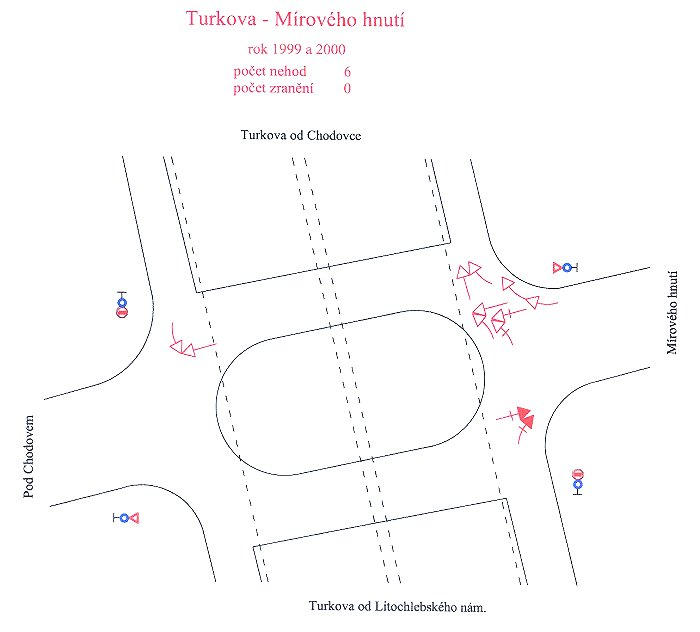 Turkova - Mírového hnutí
rok 1999 a 2000
počet nehod 6
počet zranění 0
Turkova od Chodovce
Mírového hnutí
Pod Chodovem
Turkova od Litochlebského nám.